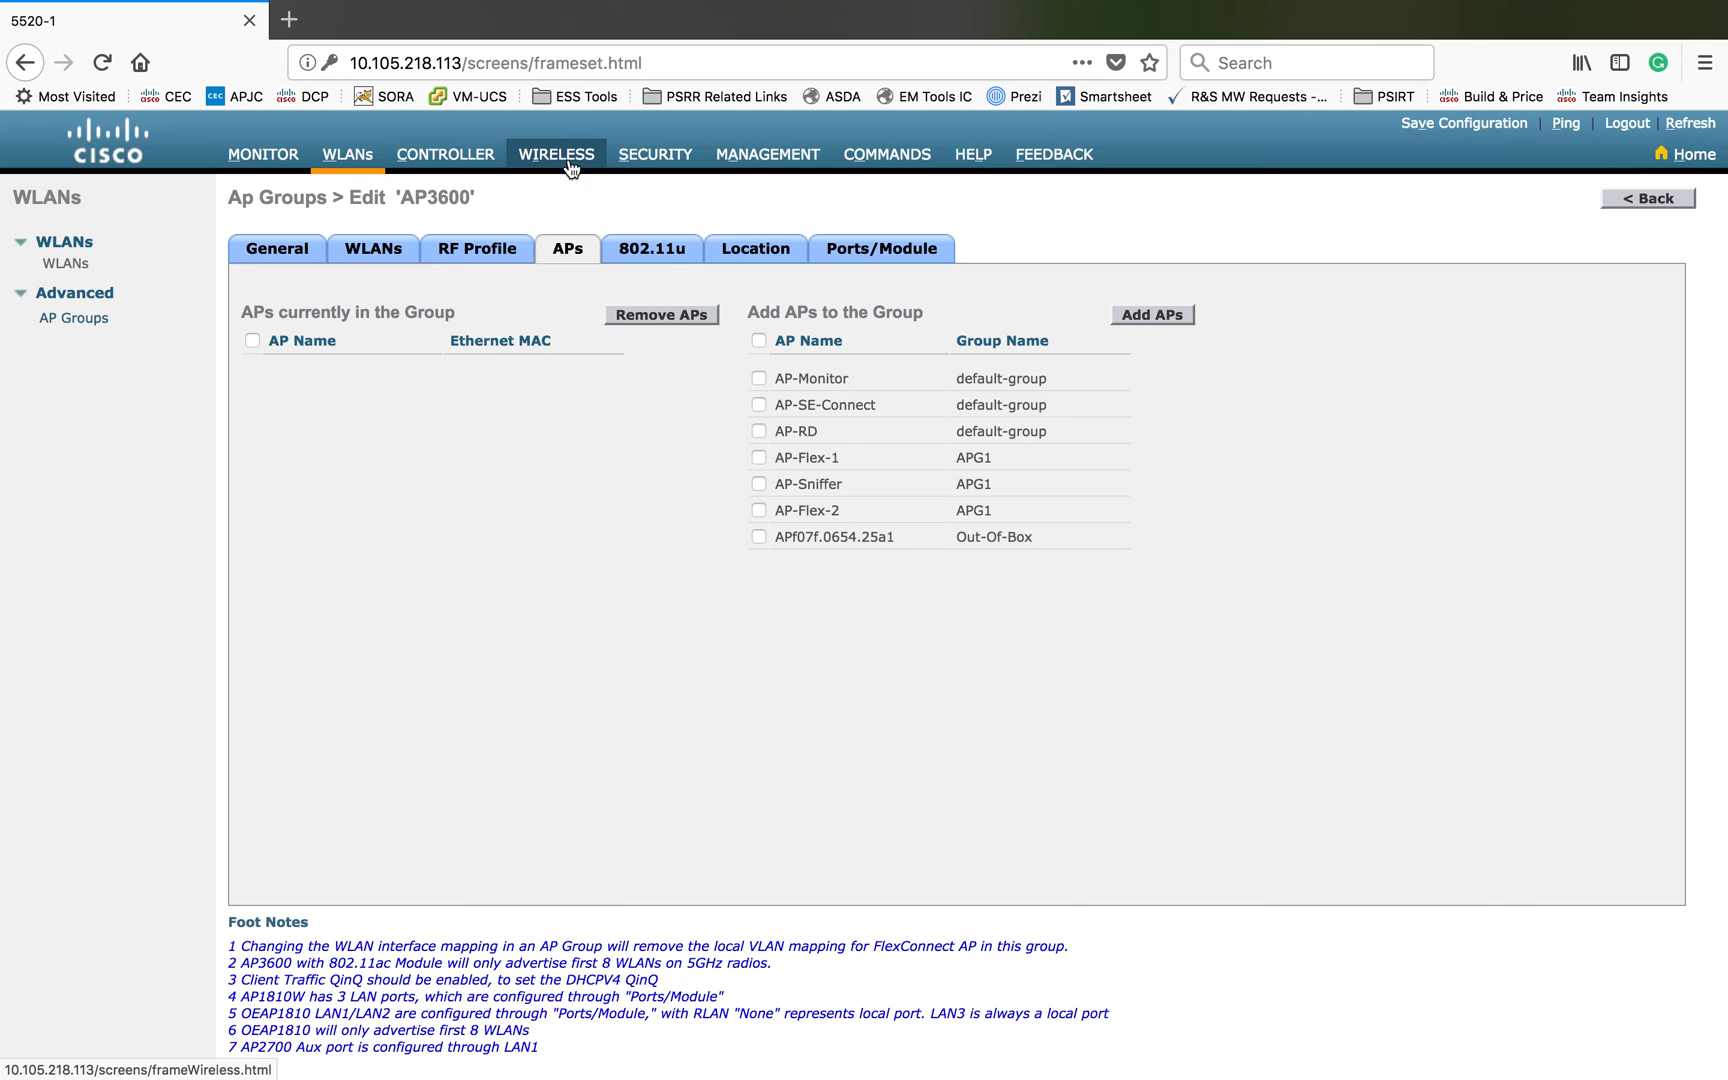 5520-1
10.105.218.113/screens/frameset.html
Search
Most Visited CEC CEC APJC DCP SORA VM-UCS ESS Tools PSRR Related Links ASDA EM Tools IC Prezi Smartsheet R&S MW Requests -... PSIRT Build & Price Team Insights
Save Configuration | Ping | Logout | Refresh
CISCO
MONITOR WLANs CONTROLLER WIRELESS SECURITY MANAGEMENT COMMANDS HELP FEEDBACK Home
WLANs
WLANs
WLANs
Advanced
AP Groups
Ap Groups > Edit 'AP3600'
< Back
General WLANs RF Profile APs 802.11u Location Ports/Module
APs currently in the Group Remove APs
AP Name Ethernet MAC
Add APs to the Group Add APs
AP Name Group Name
AP-Monitor default-group
AP-SE-Connect default-group
AP-RD default-group
AP-Flex-1 APG1
AP-Sniffer APG1
AP-Flex-2 APG1
APf07f.0654.25a1 Out-Of-Box
Foot Notes
1 Changing the WLAN interface mapping in an AP Group will remove the local VLAN mapping for FlexConnect AP in this group.
2 AP3600 with 802.11ac Module will only advertise first 8 WLANs on 5GHz radios.
3 Client Traffic QinQ should be enabled, to set the DHCPV4 QinQ
4 AP1810W has 3 LAN ports, which are configured through "Ports/Module"
5 OEAP1810 LAN1/LAN2 are configured through "Ports/Module," with RLAN "None" represents local port. LAN3 is always a local port
6 OEAP1810 will only advertise first 8 WLANs
7 AP2700 Aux port is configured through LAN1
10.105.218.113/screens/frameWireless.html